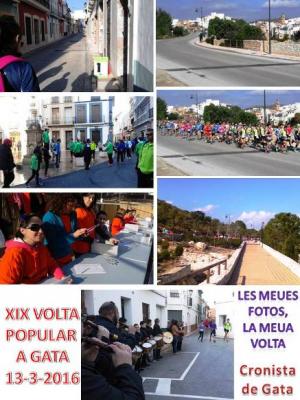 XIX VOLTA
POPULAR
A GATA
13-3-2016
LES MEUES
FOTOS,
LA MEUA
VOLTA
Cronista
de Gata